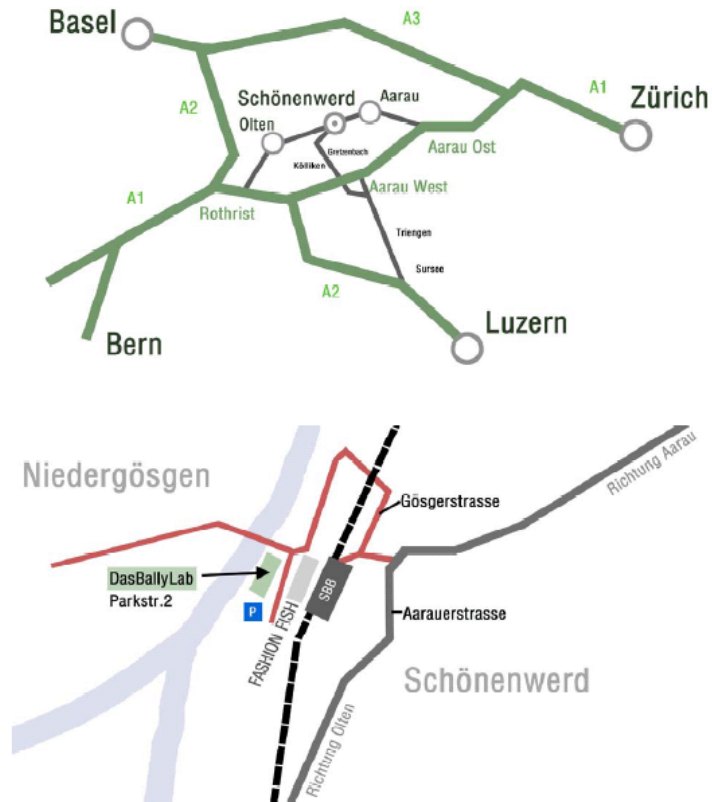 Basel
A3
A1
Zürich
A2
Schönenwerd
Aarau
Olten
Gretzenbach
Kölliken
Aarau Ost
Aarau West
A1
Rothrist
Triengen
Sursee
A2
Luzern
Bern
Niedergösgen
Richtung Aarau
Gösgerstrasse
DasBallyLab
Parkstr.2
P
FASHION FISH
SBB
Aarauerstrasse
Schönenwerd
Richtung Olten